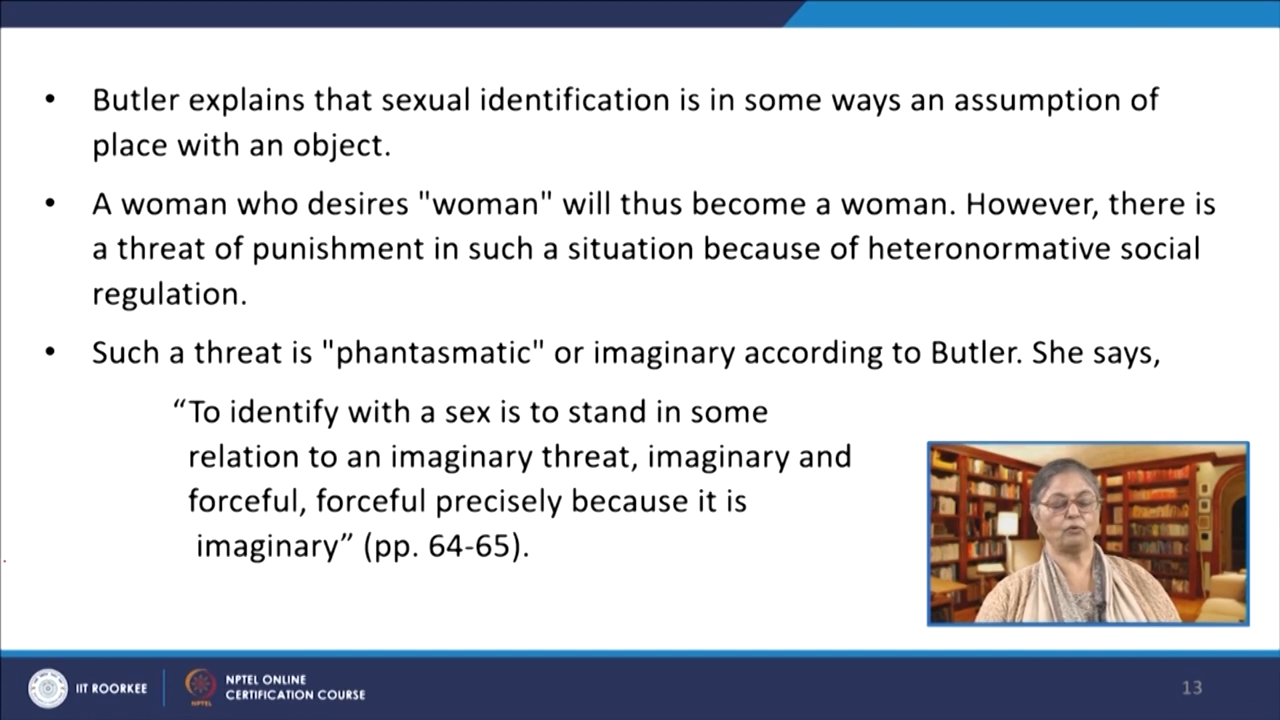 • Butler explains that sexual identification is in some ways an assumption of
place with an object.
• A woman who desires "woman" will thus become a woman. However, there is
a threat of punishment in such a situation because of heteronormative social
regulation.
• Such a threat is "phantasmatic" or imaginary according to Butler. She says,
“To identify with a sex is to stand in some
relation to an imaginary threat, imaginary and
forceful, forceful precisely because it is
imaginary” (pp. 64-65).
IIT ROORKEE
NPTEL
NPTEL ONLINE
CERTIFICATION COURSE
13